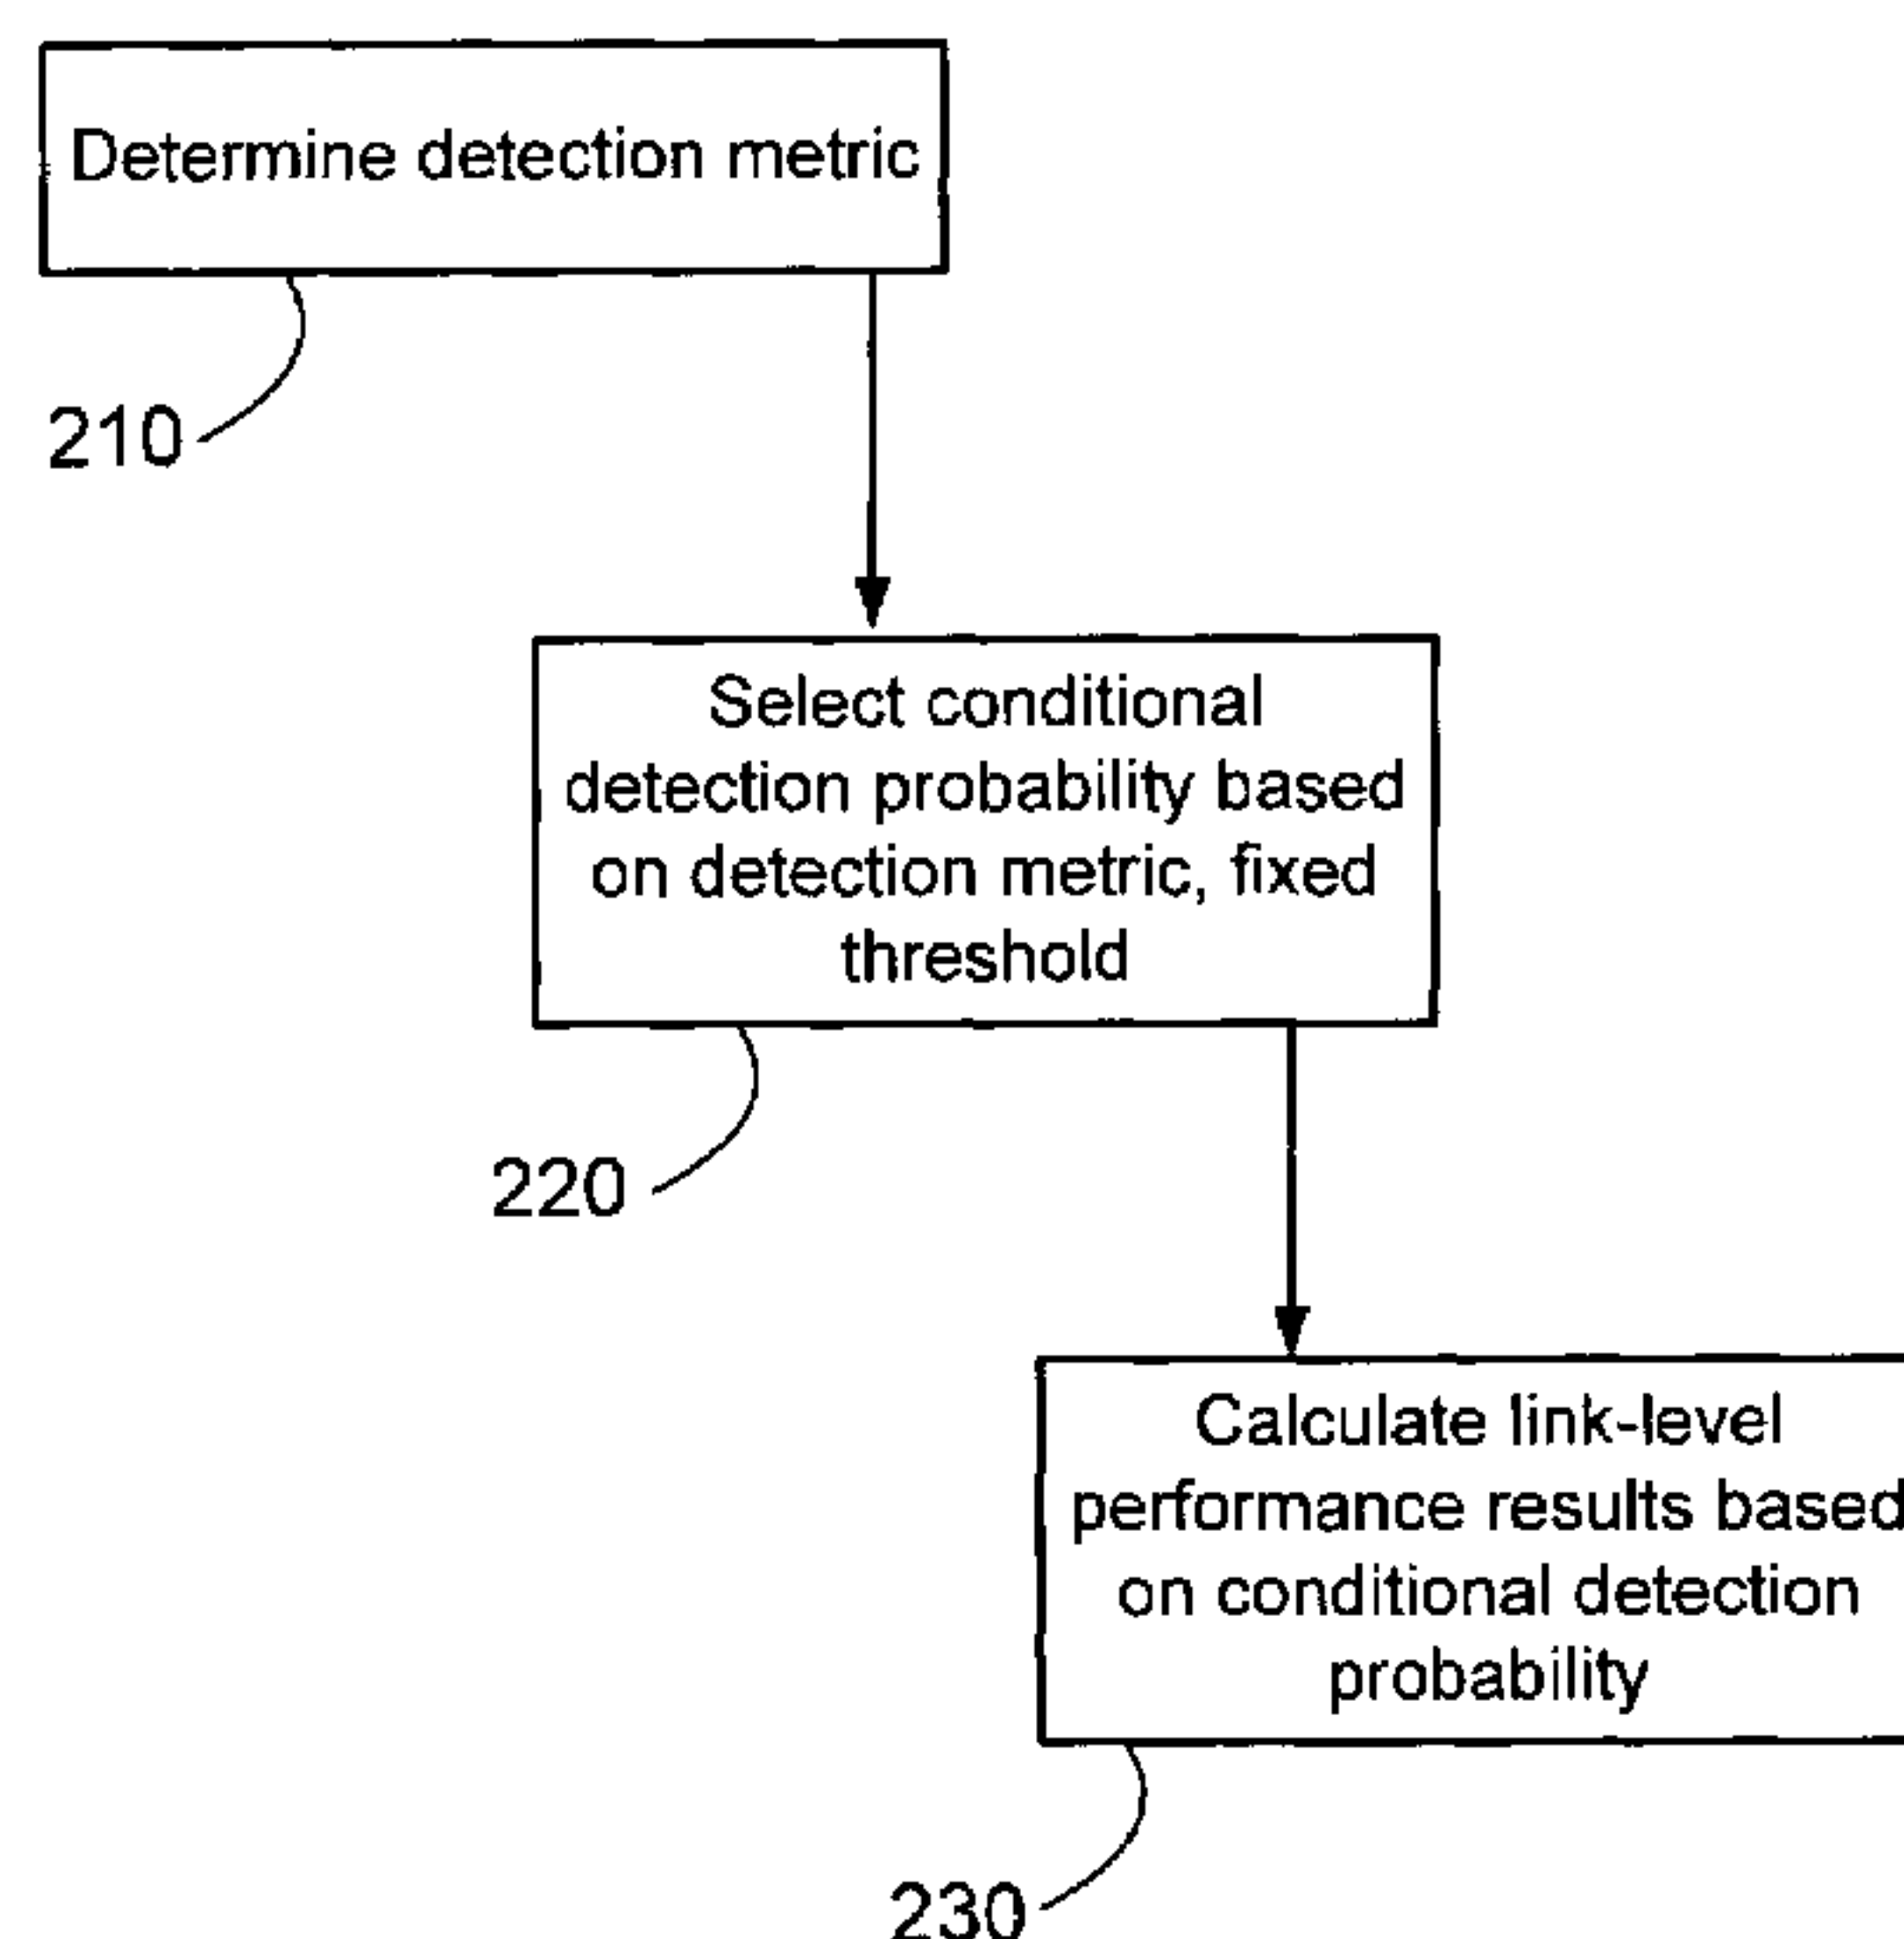 Determine detection metric
210
Select conditional
detection probability based
on detection metric, fixed
threshold
220
Calculate link-level
performance results based
on conditional detection
probability
230